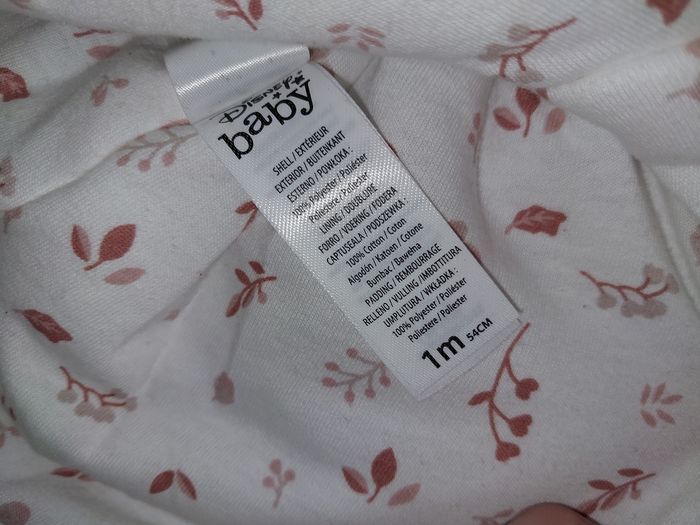 Disney
baby
SHELL / EXTÉRIEUR
EXTERIOR / BUITENKANT
ESTERNO / POWŁOKA :
100% Polyester / Poliéster
Poliestere / Poliester
LINING / DOUBLURE
FORRO / VOERING / FODERA
CAPTUSEALA / PODSZEWKA :
100% Cotton / Coton
Algodón / Katoen / Cotone
Bumbac / Bawełna
PADDING / REMBOURRAGE
RELLENO / VULLING / IMBOTTITURA
UMPLUTURA / WKŁADKA :
100% Polyester / Poliéster
Poliestere / Poliester
1m 54CM